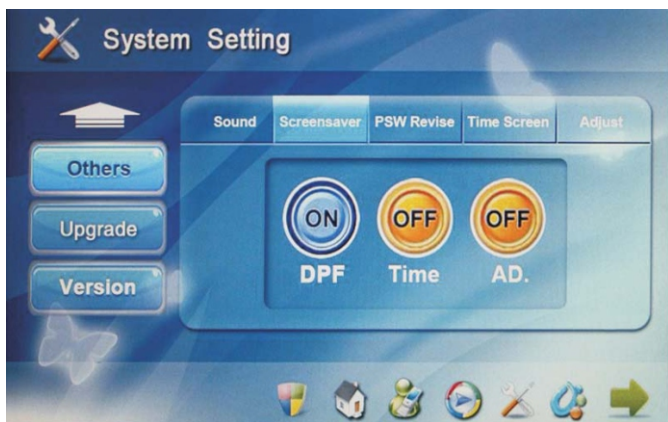 System Setting
Sound Screensaver PSW Revise Time Screen Adjust
Others
Upgrade
Version
ON OFF OFF
DPF Time AD.